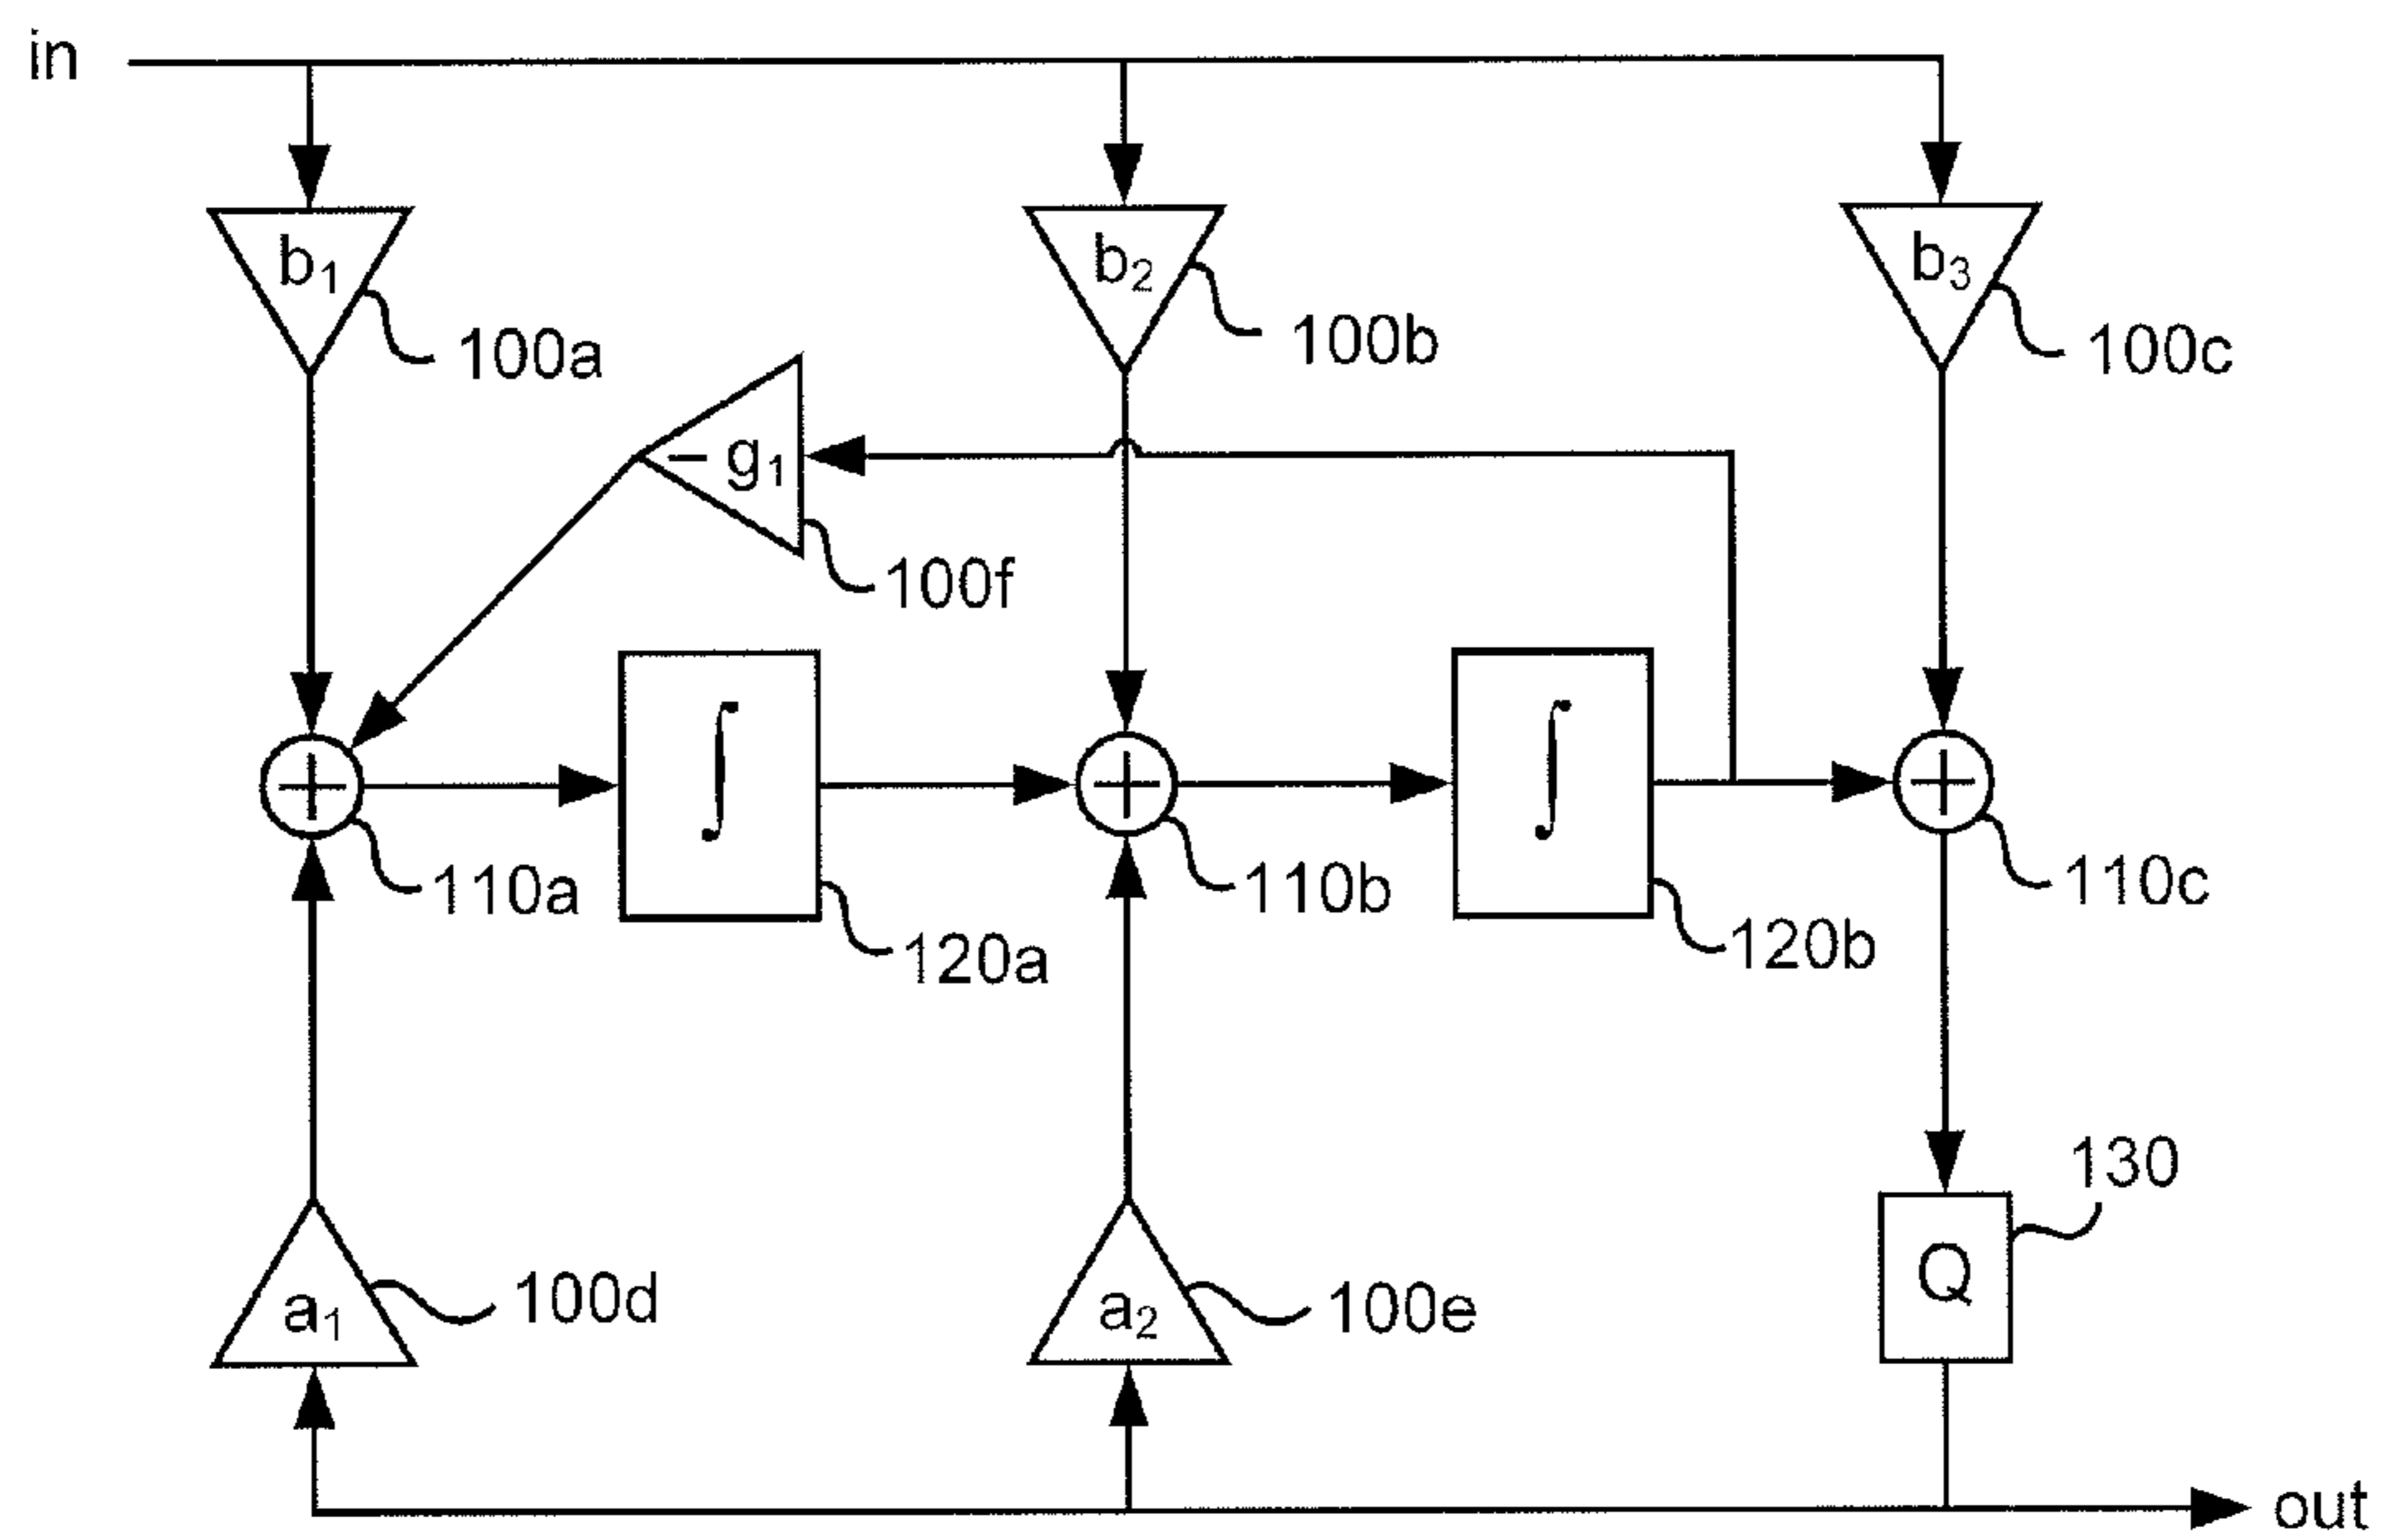 in
b1
b2
b3
100a
100b
100c
– g1
100f
∫
∫
+
+
+
110a
110b
110c
120a
120b
130
Q
a1
100d
a2
100e
out